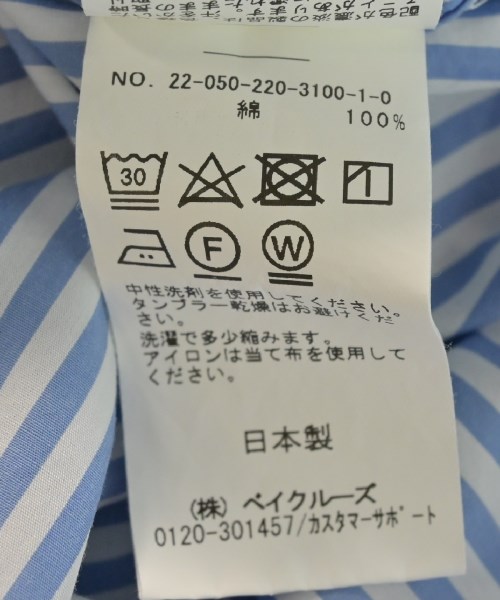 NO. 22-050-220-3100-1-0
綿 100%
30
F W
中性洗剤を使用してください。
タンブラー乾燥はお避けくだ
さい。
洗濯で多少縮みます。
アイロンは当て布を使用して
ください。
日本製
(株) ベイクルーズ
0120-301457/カスタマーサポート